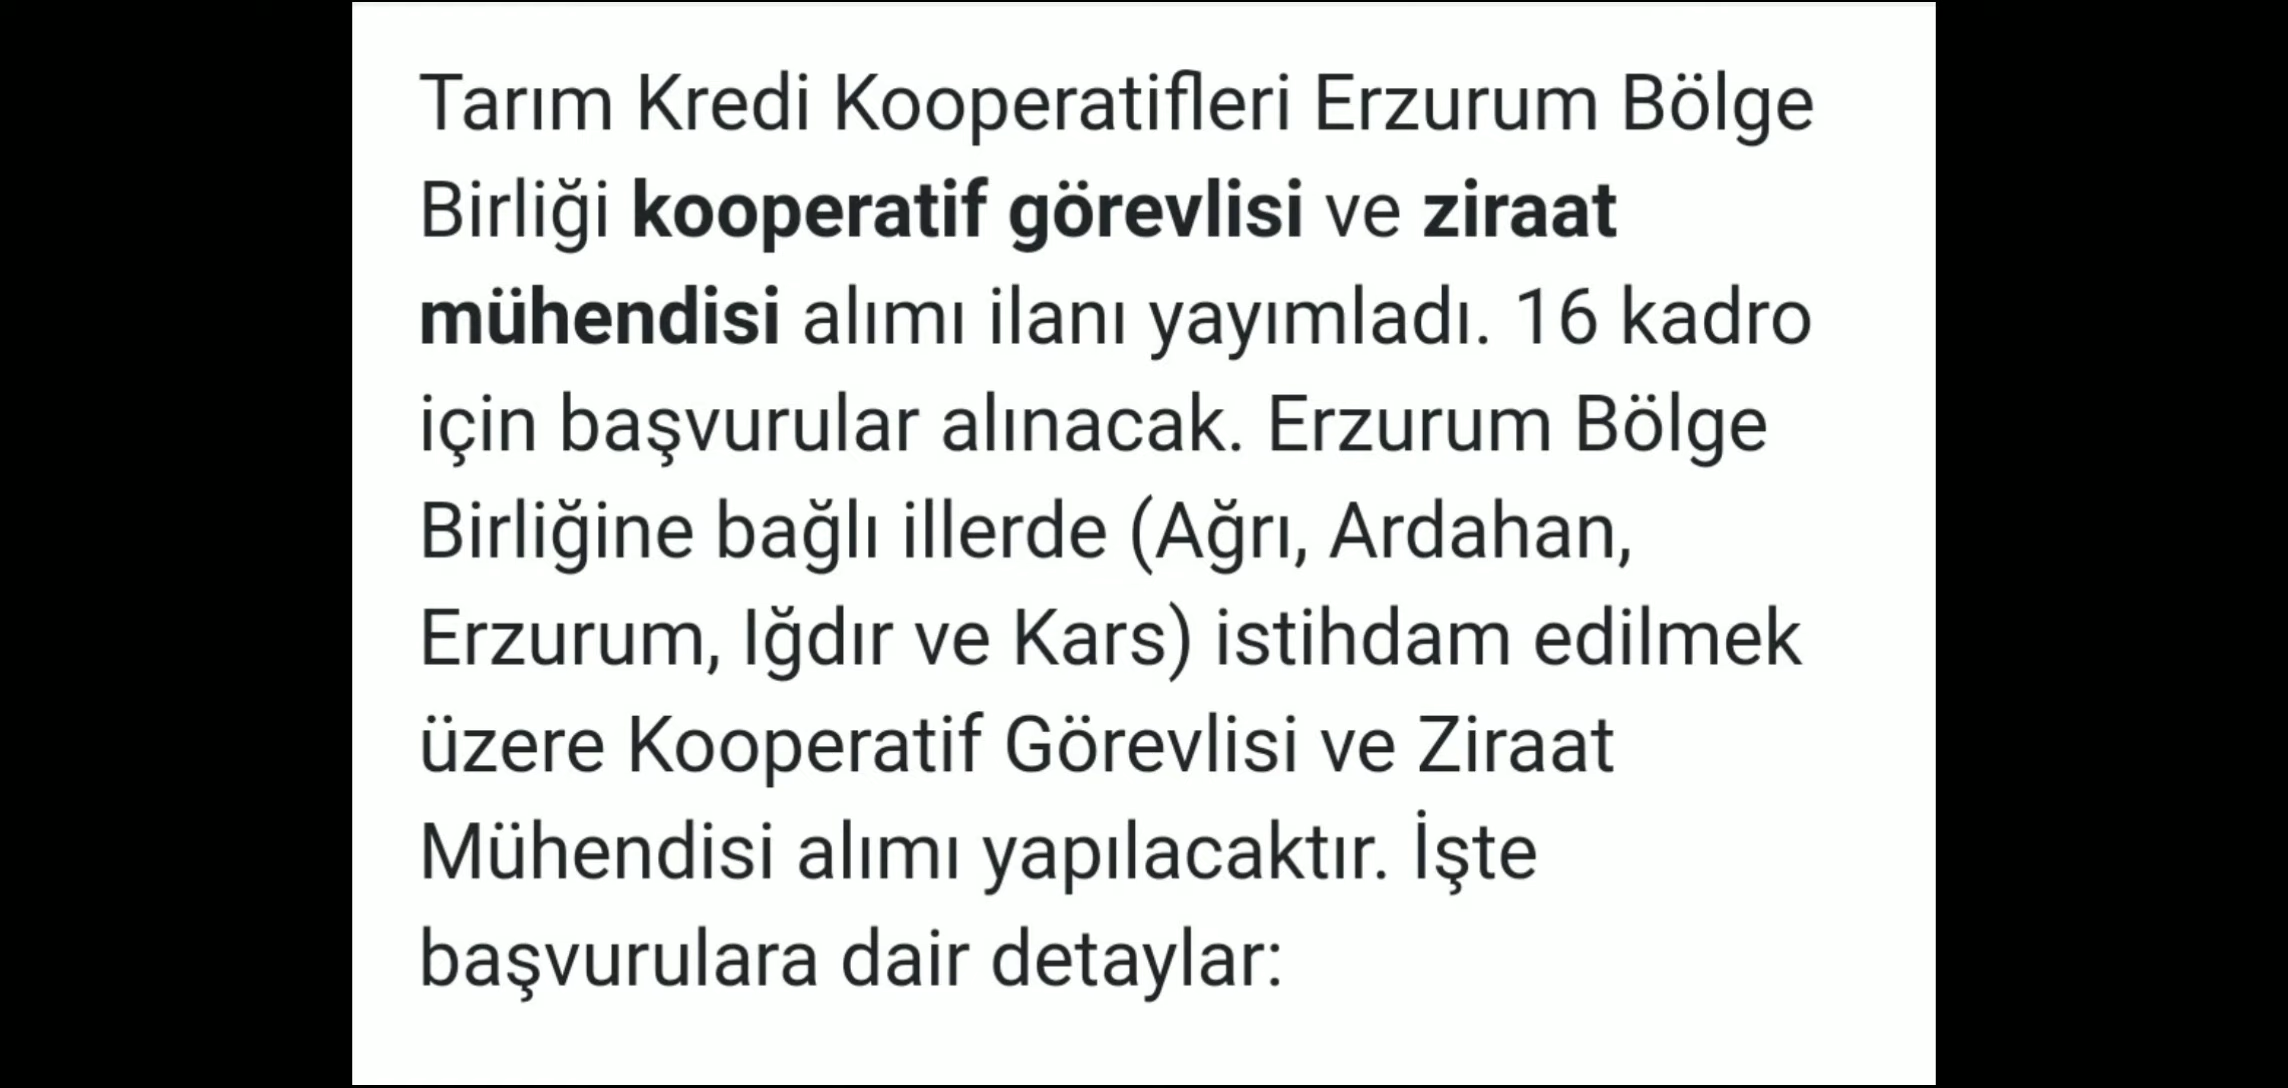 Tarım Kredi Kooperatifleri Erzurum Bölge
Birliği kooperatif görevlisi ve ziraat
mühendisi alımı ilanı yayımladı. 16 kadro
için başvurular alınacak. Erzurum Bölge
Birliğine bağlı illerde (Ağrı, Ardahan,
Erzurum, Iğdır ve Kars) istihdam edilmek
üzere Kooperatif Görevlisi ve Ziraat
Mühendisi alımı yapılacaktır. İşte
başvurulara dair detaylar: